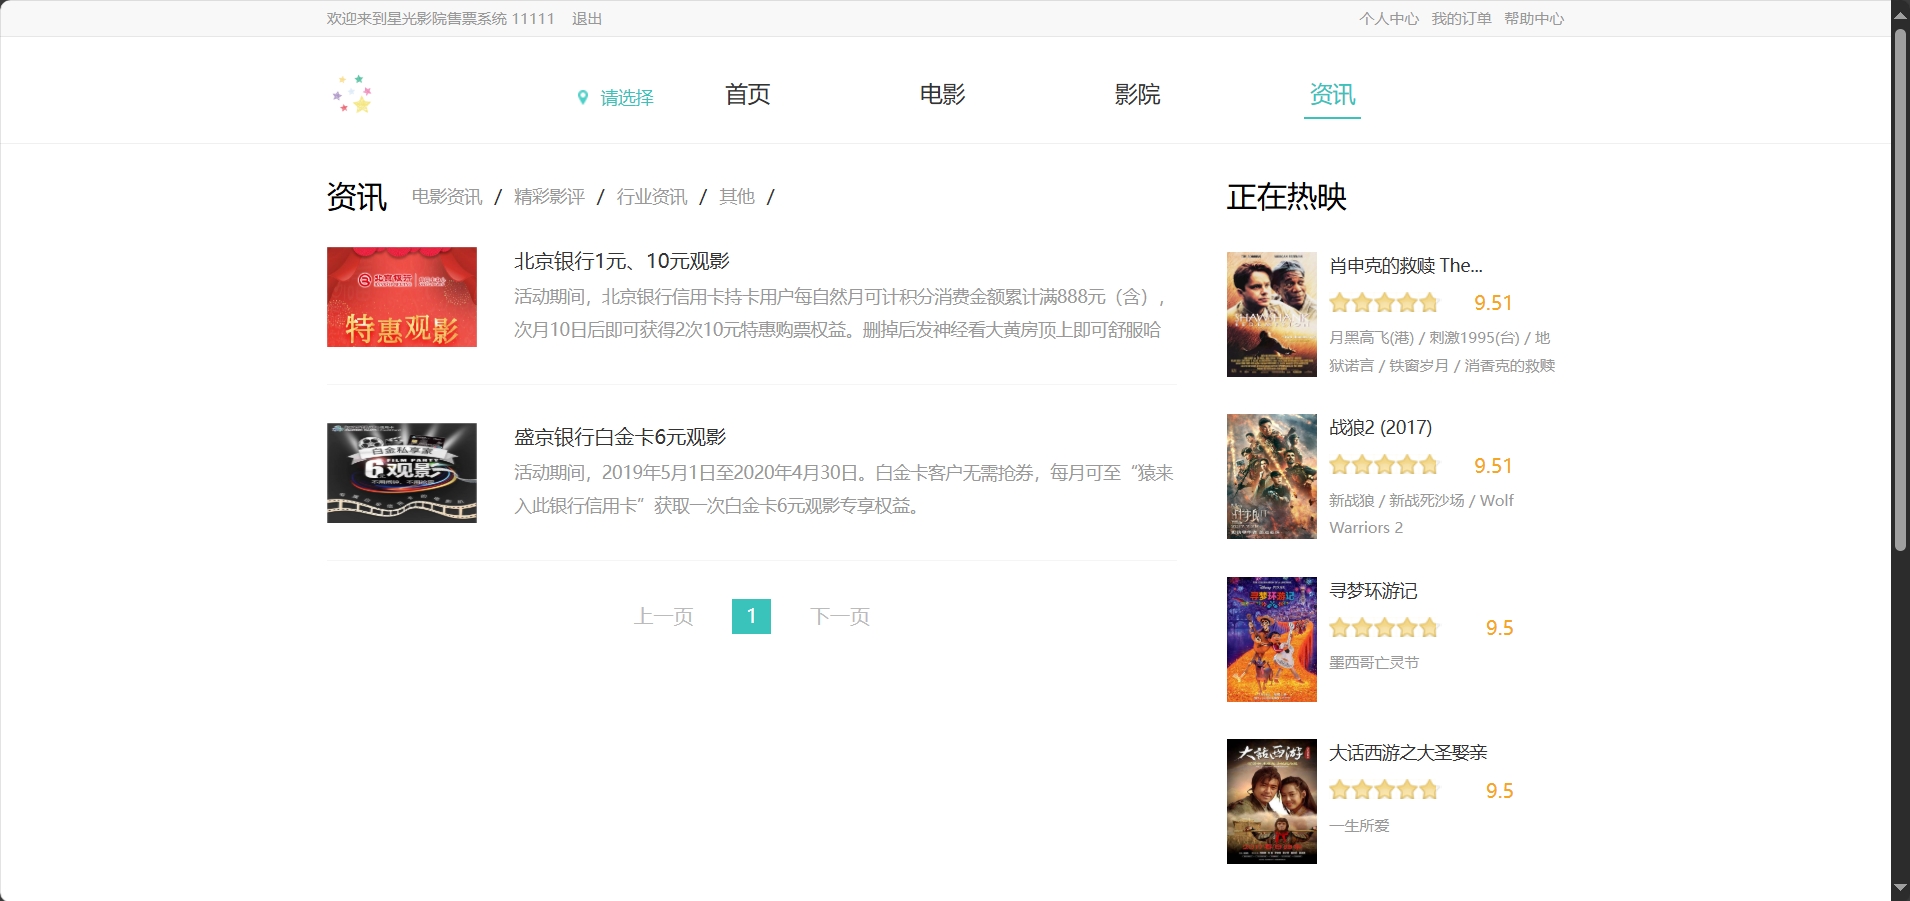 欢迎来到星光影院售票系统 11111 退出
个人中心 我的订单 帮助中心
请选择 首页 电影 影院 资讯
资讯 电影资讯 / 精彩影评 / 行业资讯 / 其他 /
特惠观影
北京银行1元、10元观影
活动期间，北京银行信用卡持卡用户每自然月可计积分消费金额累计满888元（含），
次月10日后即可获得2次10元特惠购票权益。删掉后发神经看大黄房顶上即可舒服哈
白金私享家
FILM PARTY
6元观影
盛京银行白金卡6元观影
活动期间，2019年5月1日至2020年4月30日。白金卡客户无需抢券，每月可至“猿来
入此银行信用卡”获取一次白金卡6元观影专享权益。
上一页 1 下一页
正在热映
肖申克的救赎 The...
9.51
月黑高飞(港) / 刺激1995(台) / 地
狱诺言 / 铁窗岁月 / 消香克的救赎
战狼2 (2017)
9.51
新战狼 / 新战死沙场 / Wolf
Warriors 2
寻梦环游记
寻梦环游记
9.5
墨西哥亡灵节
大话西游
大话西游之大圣娶亲
9.5
一生所爱